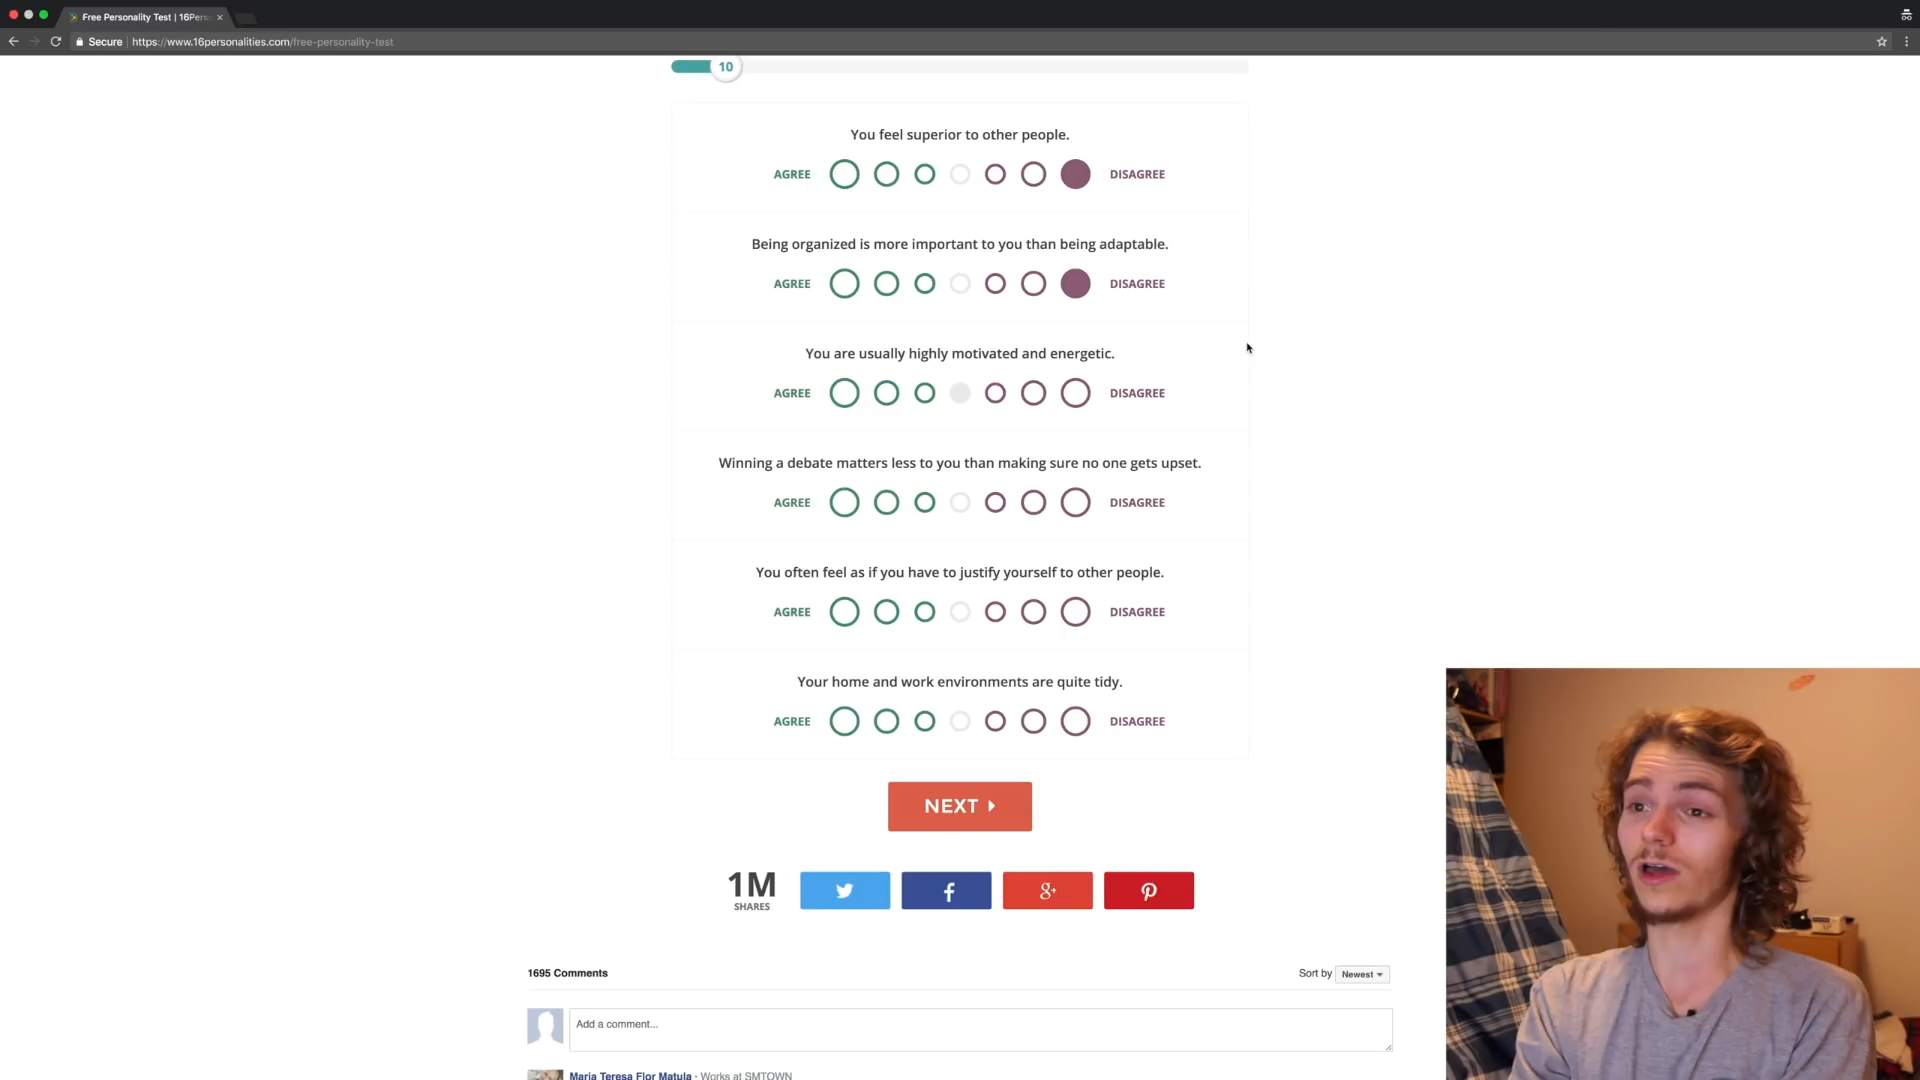 Free Personality Test | 16Pers
Secure | https://www.16personalities.com/free-personality-test
10
You feel superior to other people.
AGREE DISAGREE
Being organized is more important to you than being adaptable.
AGREE DISAGREE
You are usually highly motivated and energetic.
AGREE DISAGREE
Winning a debate matters less to you than making sure no one gets upset.
AGREE DISAGREE
You often feel as if you have to justify yourself to other people.
AGREE DISAGREE
Your home and work environments are quite tidy.
AGREE DISAGREE
NEXT
1M
SHARES
1695 Comments
Sort by Newest
Add a comment...
Maria Teresa Flor Matula - Works at SMTOWN